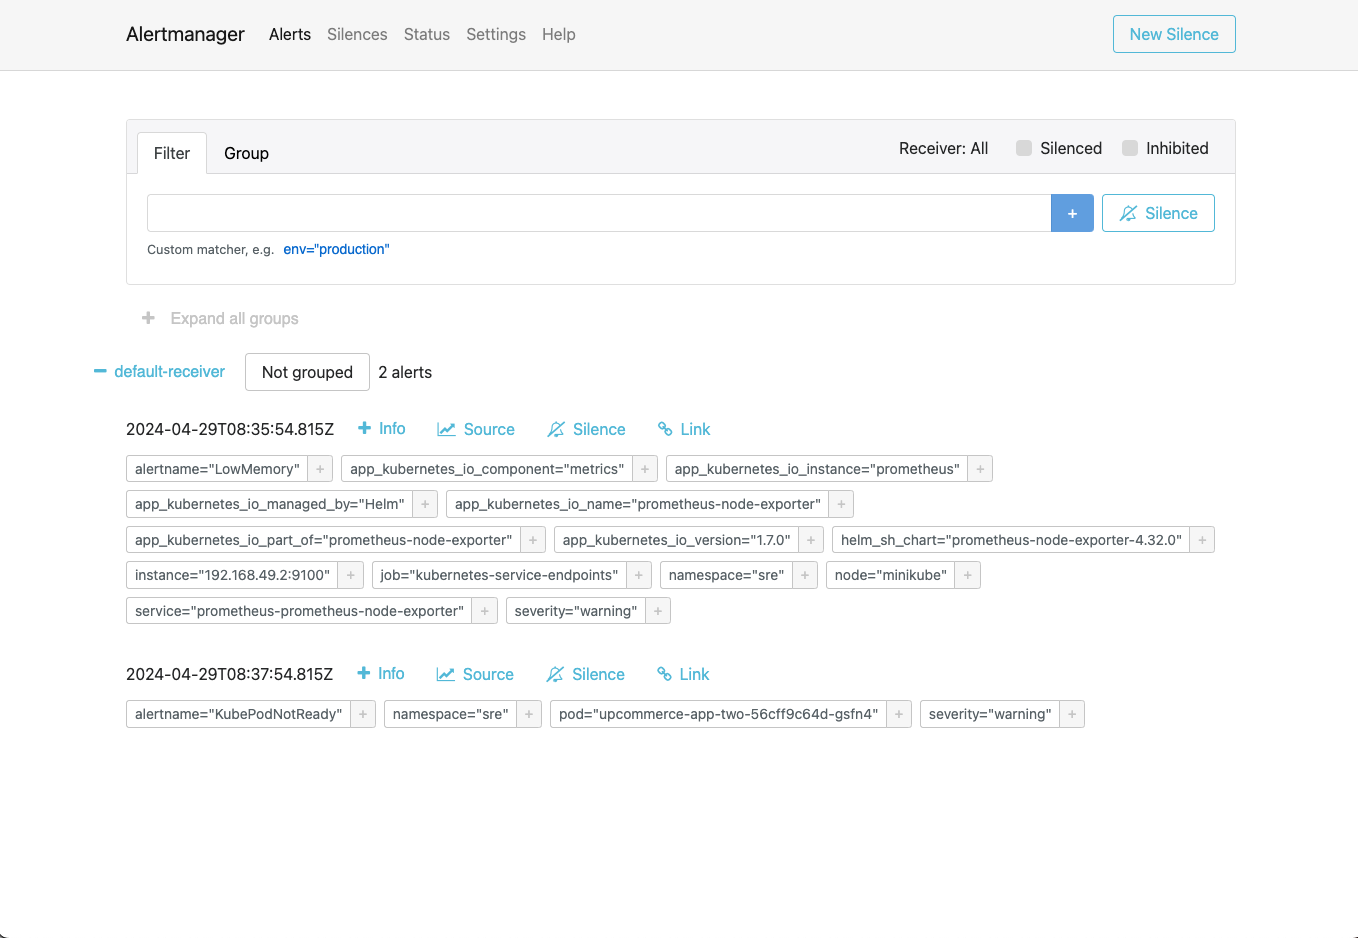 Alertmanager Alerts Silences Status Settings Help New Silence
Filter Group Receiver: All Silenced Inhibited
+ Silence
Custom matcher, e.g. env="production"
+ Expand all groups
default-receiver Not grouped 2 alerts
2024-04-29T08:35:54.815Z + Info Source Silence Link
alertname="LowMemory" + app_kubernetes_io_component="metrics" + app_kubernetes_io_instance="prometheus" +
app_kubernetes_io_managed_by="Helm" + app_kubernetes_io_name="prometheus-node-exporter" +
app_kubernetes_io_part_of="prometheus-node-exporter" + app_kubernetes_io_version="1.7.0" + helm_sh_chart="prometheus-node-exporter-4.32.0" +
instance="192.168.49.2:9100" + job="kubernetes-service-endpoints" + namespace="sre" + node="minikube" +
service="prometheus-prometheus-node-exporter" + severity="warning" +
2024-04-29T08:37:54.815Z + Info Source Silence Link
alertname="KubePodNotReady" + namespace="sre" + pod="upcommerce-app-two-56cff9c64d-gsfn4" + severity="warning" +